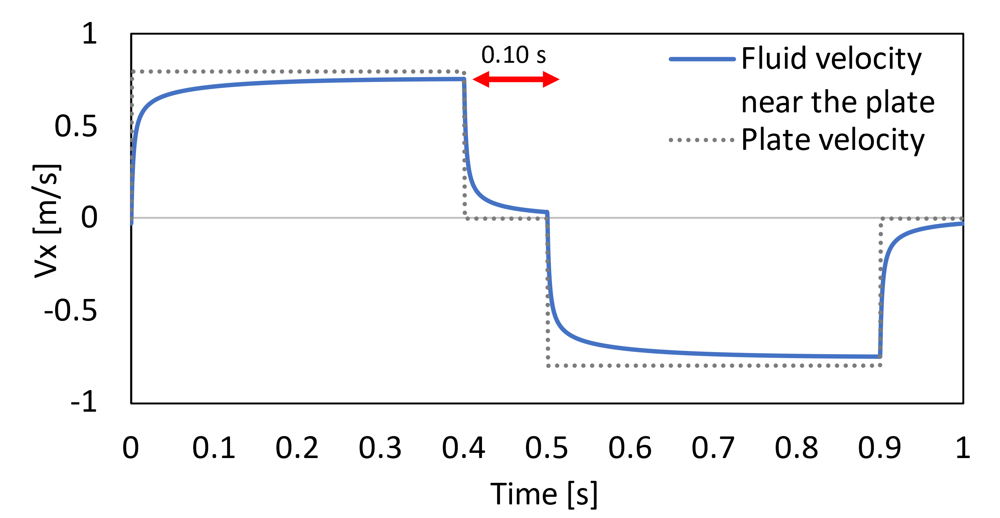 1
0.5
0
-0.5
-1
Vx [m/s]
0.10 s
Fluid velocity
near the plate
Plate velocity
0 0.1 0.2 0.3 0.4 0.5 0.6 0.7 0.8 0.9 1
Time [s]